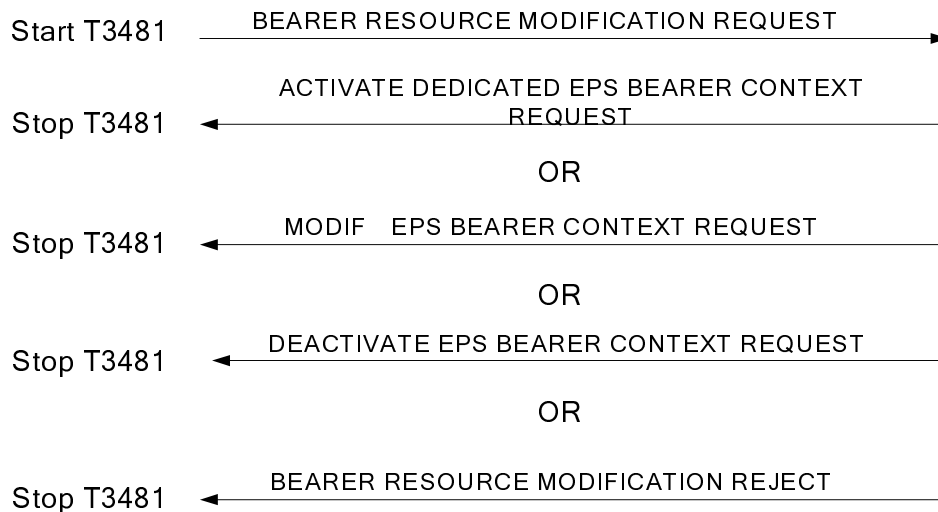 Start T3481 BEARER RESOURCE MODIFICATION REQUEST
ACTIVATE DEDICATED EPS BEARER CONTEXT
Stop T3481 REQUEST
OR
Stop T3481 MODIF EPS BEARER CONTEXT REQUEST
OR
Stop T3481 DEACTIVATE EPS BEARER CONTEXT REQUEST
OR
Stop T3481 BEARER RESOURCE MODIFICATION REJECT